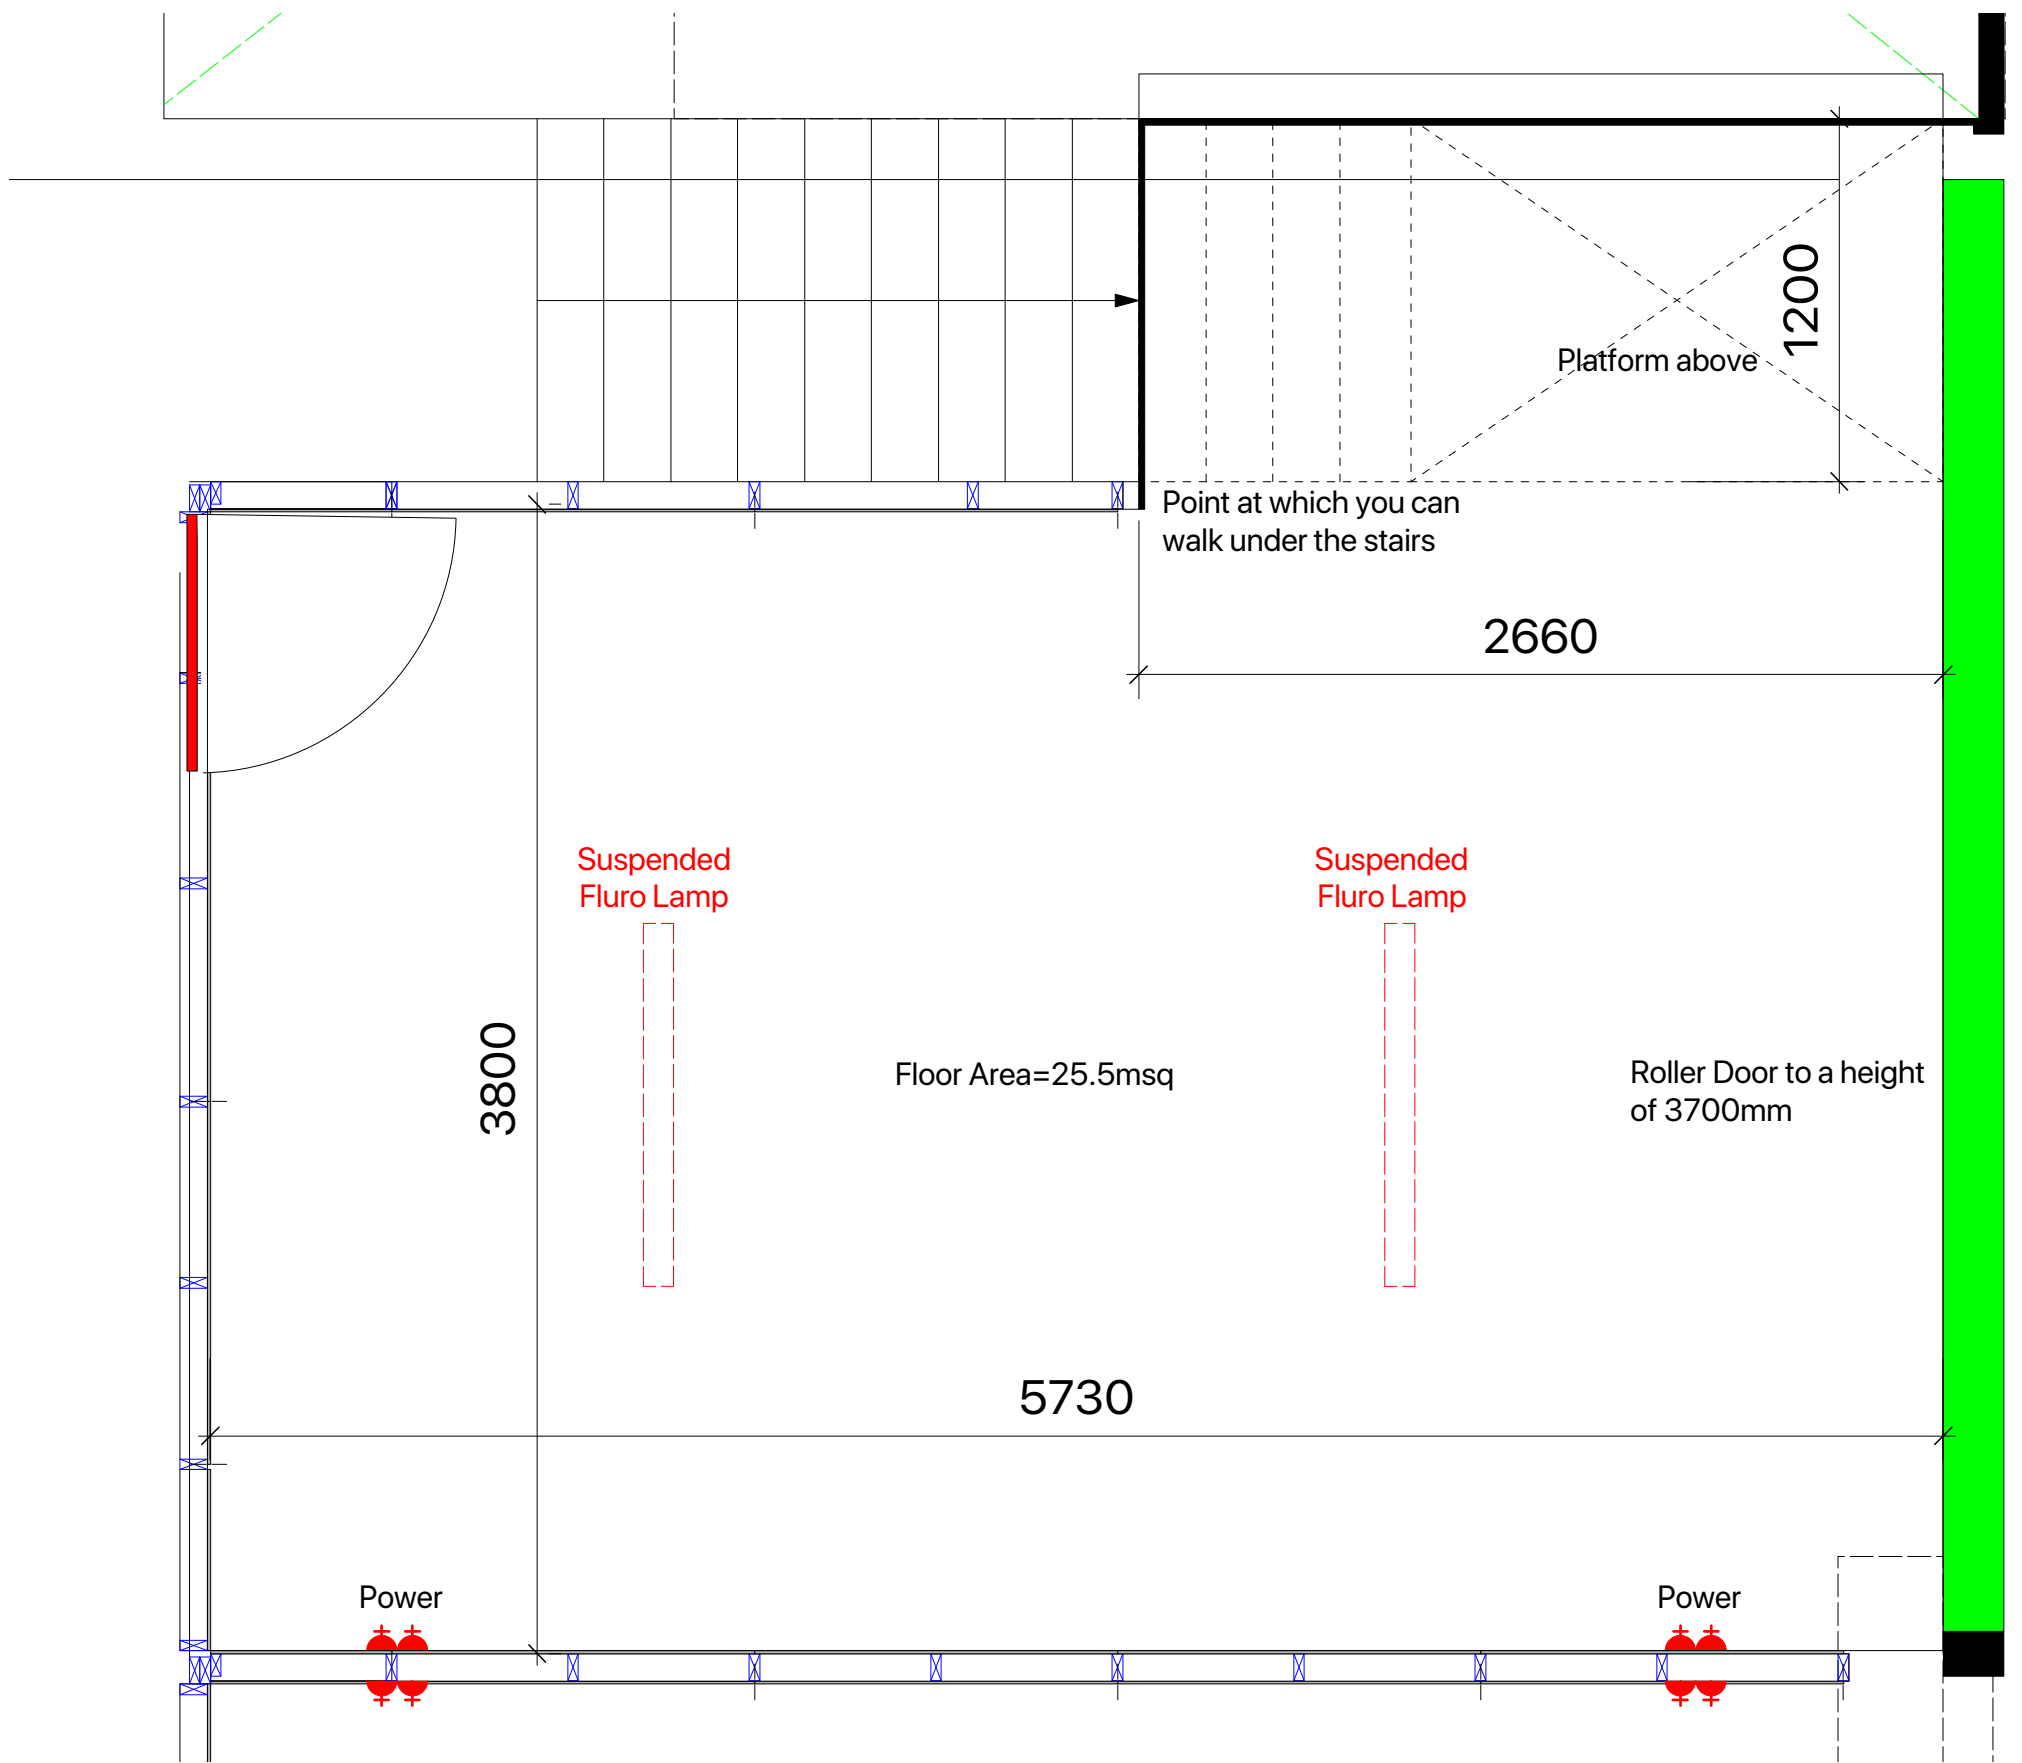 1200
Platform above
Point at which you can
walk under the stairs
2660
Suspended
Fluro Lamp
Suspended
Fluro Lamp
3800
Floor Area=25.5msq
Roller Door to a height
of 3700mm
5730
Power
Power